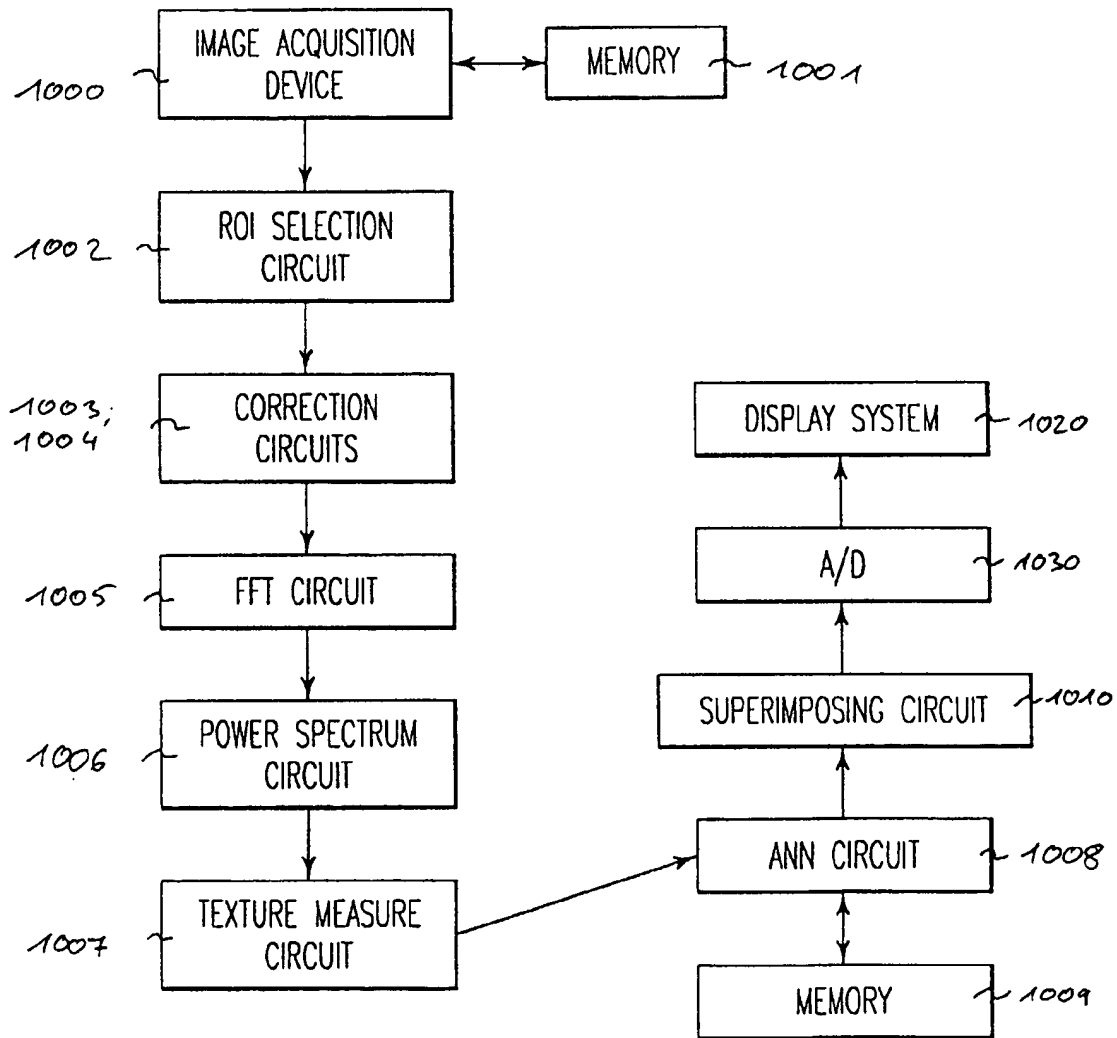 IMAGE ACQUISITION
DEVICE
1000
MEMORY
1001
ROI SELECTION
CIRCUIT
1002
CORRECTION
CIRCUITS
1003;
1004
FFT CIRCUIT
1005
POWER SPECTRUM
CIRCUIT
1006
TEXTURE MEASURE
CIRCUIT
1007
DISPLAY SYSTEM
1020
A/D
1030
SUPERIMPOSING CIRCUIT
1010
ANN CIRCUIT
1008
MEMORY
1009